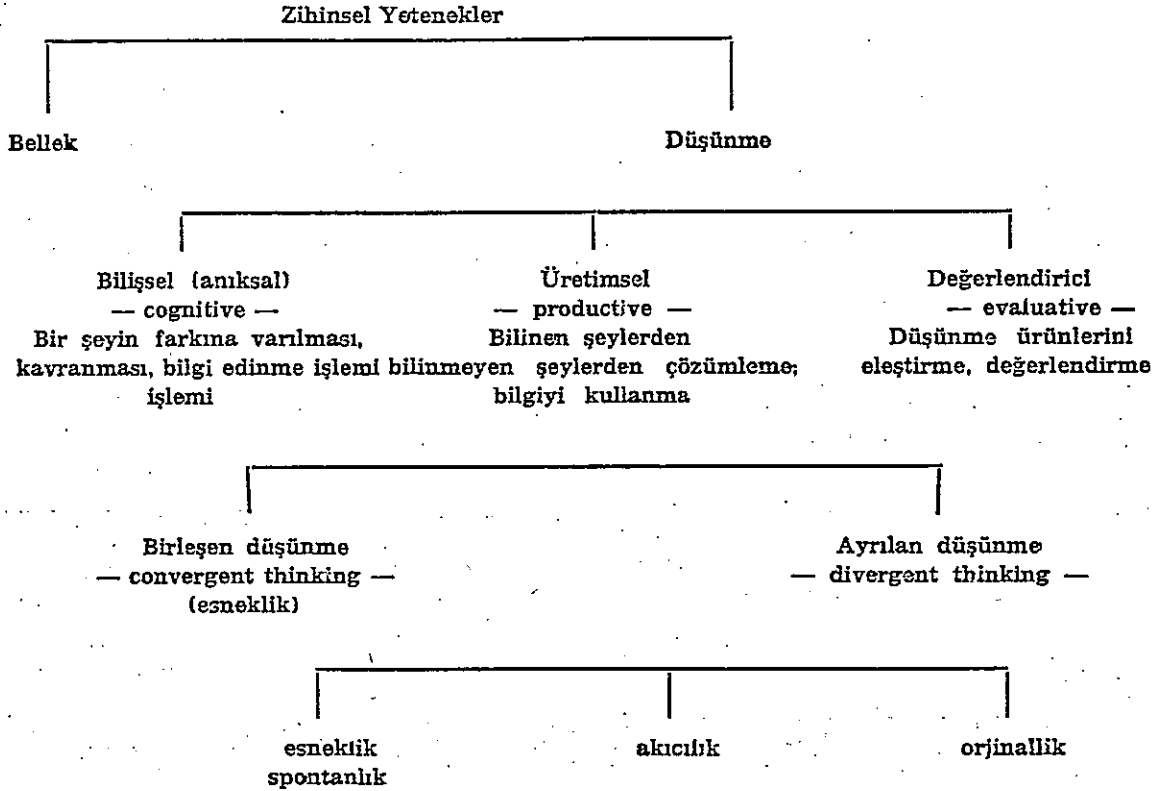 Zihinsel Yetenekler
Bellek
Düşünme
Bilişsel (anıksal)
— cognitive —
Bir şeyin farkına varılması,
kavranması, bilgi edinme işlemi
işlemi
Üretimsel
— productive —
Bilinen şeylerden
bilinmeyen şeylerden çözümleme;
bilgiyi kullanma
Değerlendirici
— evaluative —
Düşünme ürünlerini
eleştirme, değerlendirme
Birleşen düşünme
— convergent thinking —
(esneklik)
Ayrılan düşünme
— divergent thinking —
esneklik
spontanlık
akıcılık
orjinallik